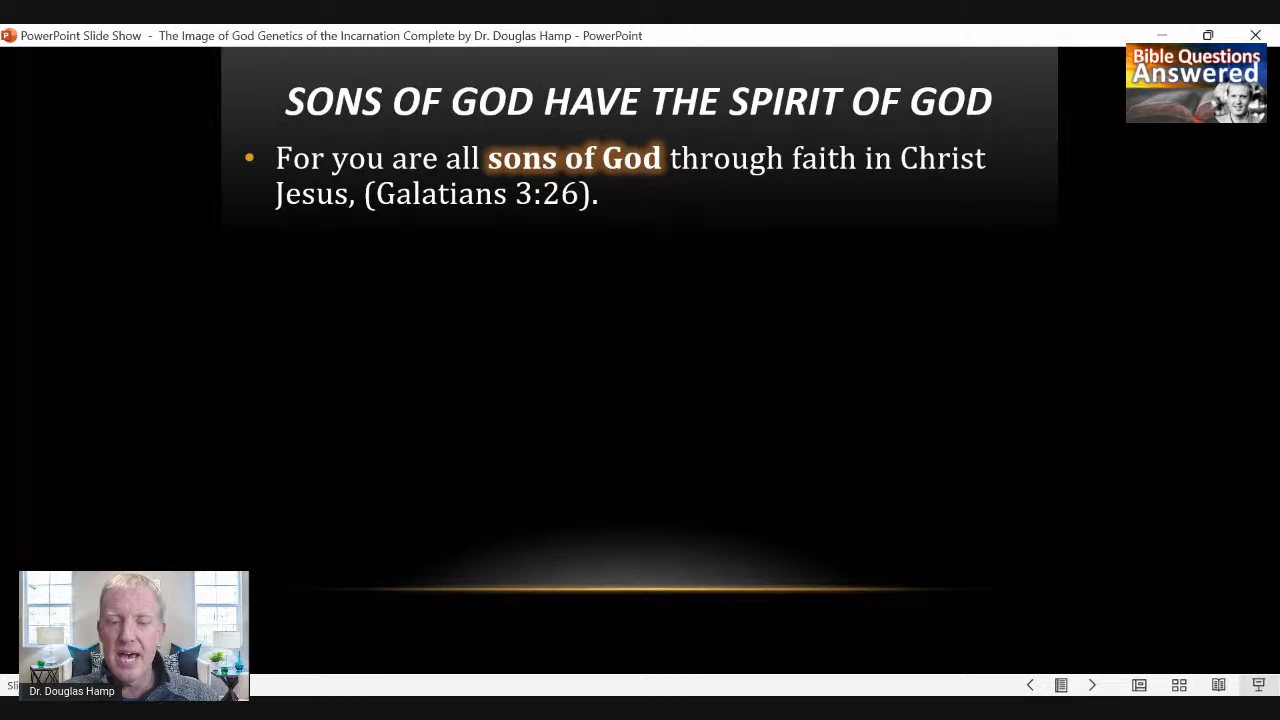 PowerPoint Slide Show - The Image of God Genetics of the Incarnation Complete by Dr. Douglas Hamp - PowerPoint
Bible Questions
Answered
SONS OF GOD HAVE THE SPIRIT OF GOD
• For you are all sons of God through faith in Christ
Jesus, (Galatians 3:26).
Dr. Douglas Hamp